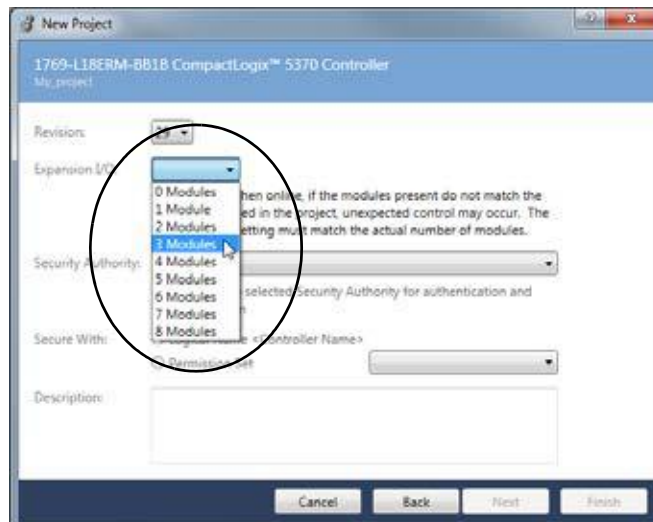 New Project
1769-L18ERM-BB1B CompactLogix™ 5370 Controller
My_project
Revision:
Expansion I/O:
0 Modules
1 Module
2 Modules
3 Modules
4 Modules
5 Modules
6 Modules
7 Modules
8 Modules
hen online, if the modules present do not match the
ed in the project, unexpected control may occur. The
etting must match the actual number of modules.
Security Authority:
selected Security Authority for authentication and
Secure With:
<Controller Name>
Permission Set
Description:
Cancel
Back
Next
Finish